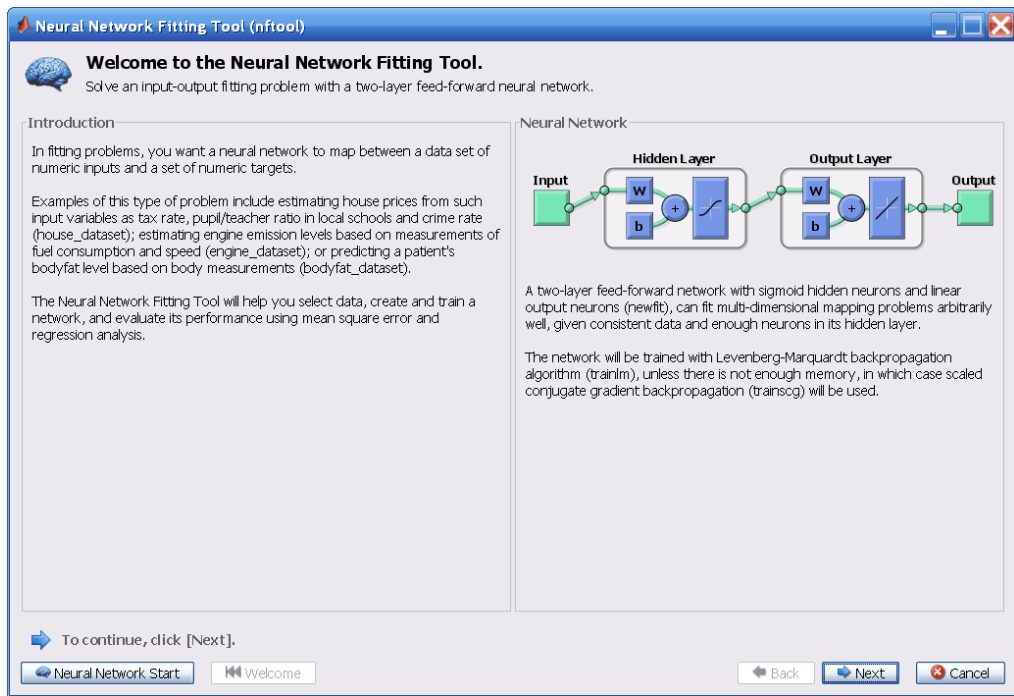 Neural Network Fitting Tool (nftool)
Welcome to the Neural Network Fitting Tool.
Solve an input-output fitting problem with a two-layer feed-forward neural network.
Introduction
In fitting problems, you want a neural network to map between a data set of
numeric inputs and a set of numeric targets.
Examples of this type of problem include estimating house prices from such
input variables as tax rate, pupil/teacher ratio in local schools and crime rate
(house_dataset); estimating engine emission levels based on measurements of
fuel consumption and speed (engine_dataset); or predicting a patient's
bodyfat level based on body measurements (bodyfat_dataset).
The Neural Network Fitting Tool will help you select data, create and train a
network, and evaluate its performance using mean square error and
regression analysis.
Neural Network
Hidden Layer
Output Layer
Input
Output
W
b
+
W
b
+
A two-layer feed-forward network with sigmoid hidden neurons and linear
output neurons (newfit), can fit multi-dimensional mapping problems arbitrarily
well, given consistent data and enough neurons in its hidden layer.
The network will be trained with Levenberg-Marquardt backpropagation
algorithm (trainlm), unless there is not enough memory, in which case scaled
conjugate gradient backpropagation (trainscg) will be used.
To continue, click [Next].
Neural Network Start
Welcome
Back
Next
Cancel